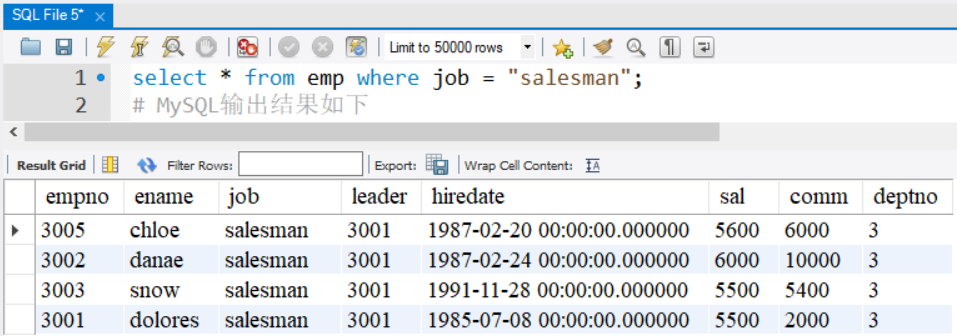 SQL File 5*
Limit to 50000 rows
1 select * from emp where job = "salesman";
2 # MySQL输出结果如下
Result Grid Filter Rows: Export: Wrap Cell Content:
empno ename job leader hiredate sal comm deptno
3005 chloe salesman 3001 1987-02-20 00:00:00.000000 5600 6000 3
3002 danae salesman 3001 1987-02-24 00:00:00.000000 6000 10000 3
3003 snow salesman 3001 1991-11-28 00:00:00.000000 5500 5400 3
3001 dolores salesman 3001 1985-07-08 00:00:00.000000 5500 2000 3